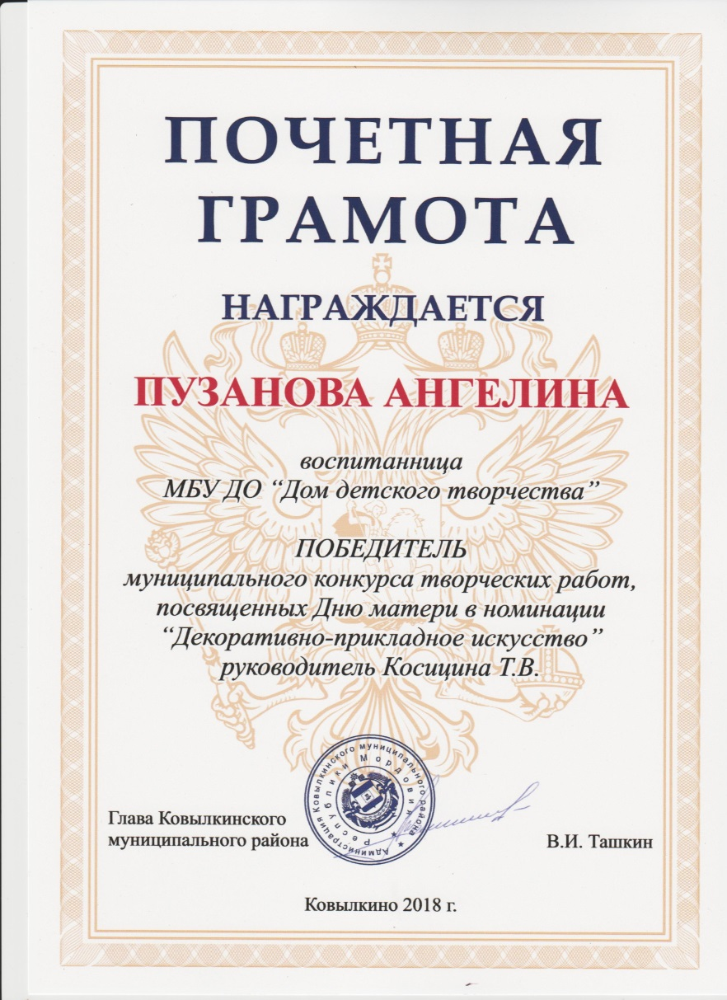 ПОЧЕТНАЯ
ГРАМОТА
НАГРАЖДАЕТСЯ
ПУЗАНОВА АНГЕЛИНА
воспитанница
МБУ ДО “Дом детского творчества”
ПОБЕДИТЕЛЬ
муниципального конкурса творческих работ,
посвященных Дню матери в номинации
“Декоративно-прикладное искусство”
руководитель Косицина Т.В.
Администрация Ковылкинского муниципального района
Республики Мордовия
Глава Ковылкинского
муниципального района
В.И. Ташкин
Ковылкино 2018 г.